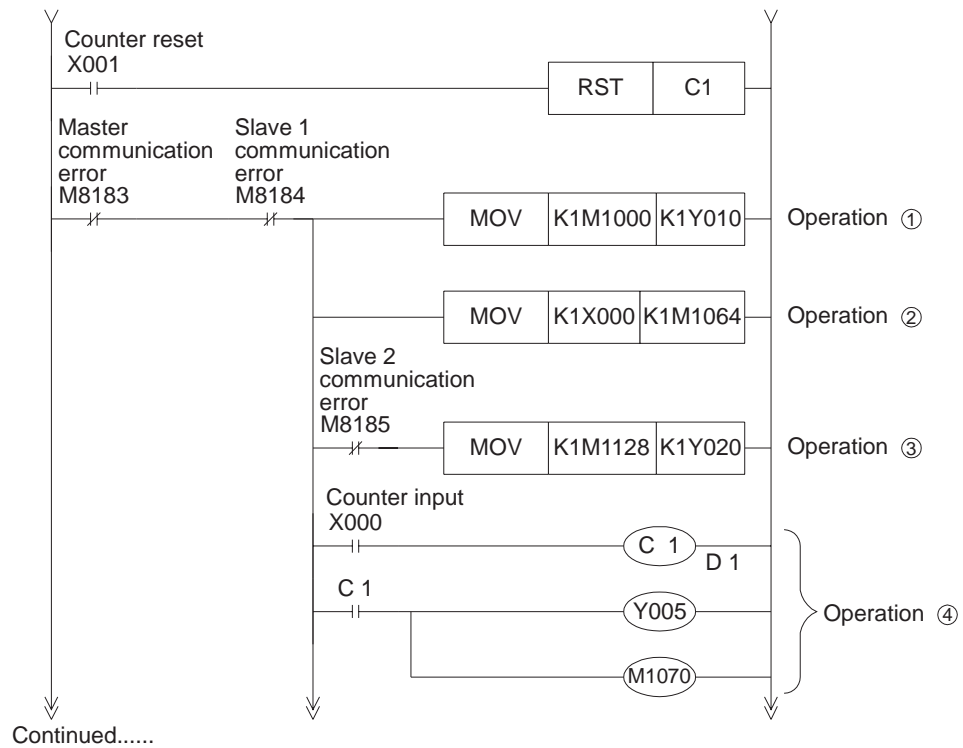 Counter reset
X001
RST C1
Master
communication
error
M8183
Slave 1
communication
error
M8184
MOV K1M1000 K1Y010
Operation ①
MOV K1X000 K1M1064
Operation ②
Slave 2
communication
error
M8185
MOV K1M1128 K1Y020
Operation ③
Counter input
X000
C 1
D 1
C 1
Y005
Operation ④
M1070
Continued......